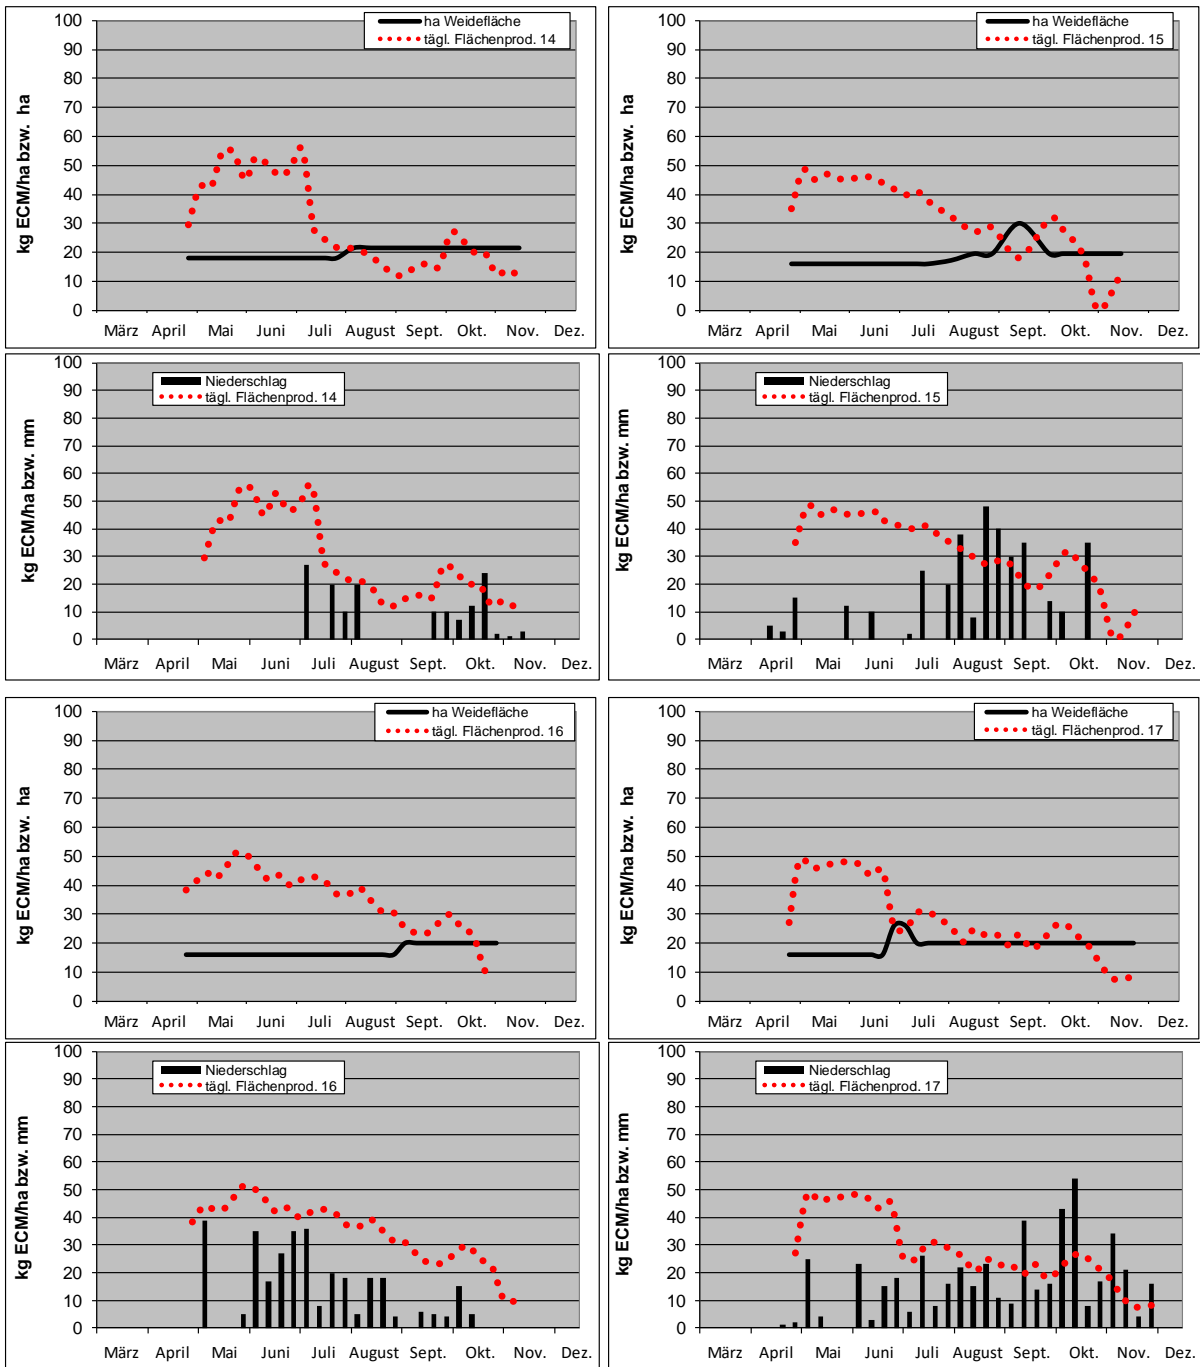 ha Weidefläche
tägl. Flächenprod. 14
kg ECM/ha bzw. ha
100
90
80
70
60
50
40
30
20
10
0
März April Mai Juni Juli August Sept. Okt. Nov. Dez.
ha Weidefläche
tägl. Flächenprod. 15
kg ECM/ha bzw. ha
100
90
80
70
60
50
40
30
20
10
0
März April Mai Juni Juli August Sept. Okt. Nov. Dez.
Niederschlag
tägl. Flächenprod. 14
kg ECM/ha bzw. mm
100
90
80
70
60
50
40
30
20
10
0
März April Mai Juni Juli August Sept. Okt. Nov. Dez.
Niederschlag
tägl. Flächenprod. 15
kg ECM/ha bzw. mm
100
90
80
70
60
50
40
30
20
10
0
März April Mai Juni Juli August Sept. Okt. Nov. Dez.
ha Weidefläche
tägl. Flächenprod. 16
kg ECM/ha bzw. ha
100
90
80
70
60
50
40
30
20
10
0
März April Mai Juni Juli August Sept. Okt. Nov. Dez.
ha Weidefläche
tägl. Flächenprod. 17
kg ECM/ha bzw. ha
100
90
80
70
60
50
40
30
20
10
0
März April Mai Juni Juli August Sept. Okt. Nov. Dez.
Niederschlag
tägl. Flächenprod. 16
kg ECM/ha bzw. mm
100
90
80
70
60
50
40
30
20
10
0
März April Mai Juni Juli August Sept. Okt. Nov. Dez.
Niederschlag
tägl. Flächenprod. 17
kg ECM/ha bzw. mm
100
90
80
70
60
50
40
30
20
10
0
März April Mai Juni Juli August Sept. Okt. Nov. Dez.